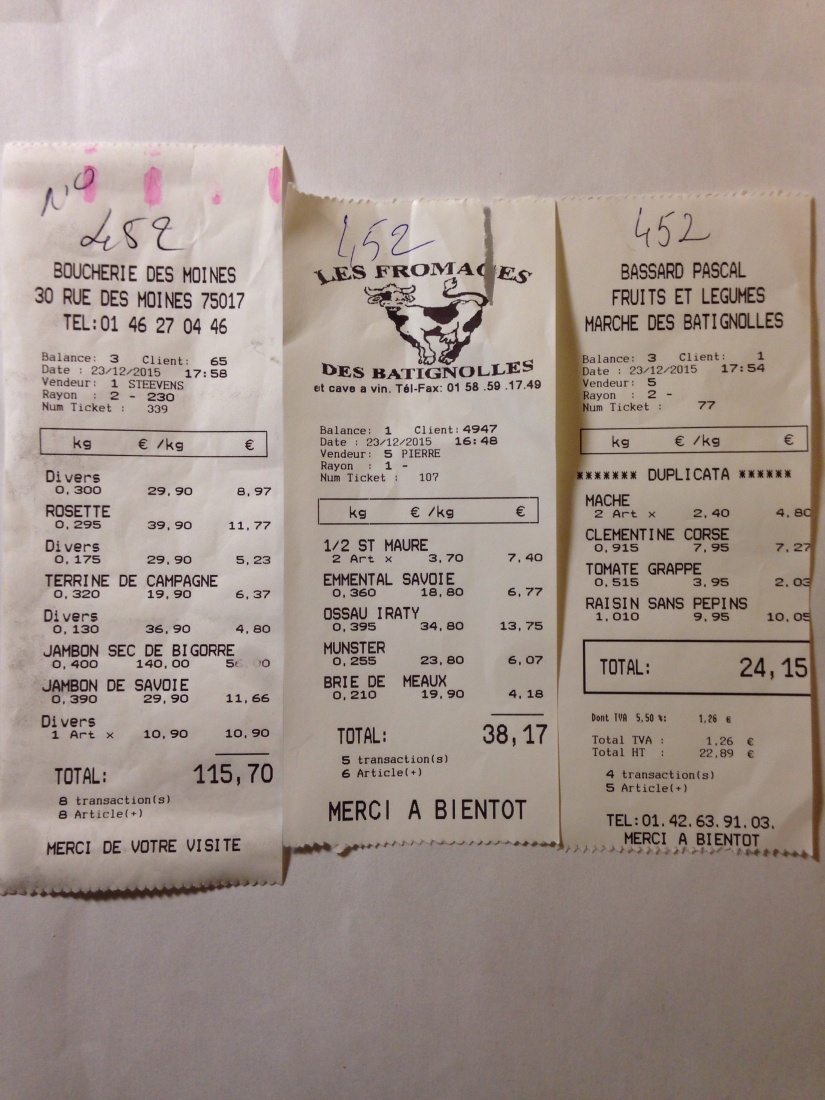 N°
452
BOUCHERIE DES MOINES
30 RUE DES MOINES 75017
TEL:01 46 27 04 46
Balance: 3 Client: 65
Date : 23/12/2015 17:58
Vendeur: 1 STEEVENS
Rayon : 2 - 230
Num Ticket : 339
kg € /kg €
Divers
0,300 29,90 8,97
ROSETTE
0,295 39,90 11,77
Divers
0,175 29,90 5,23
TERRINE DE CAMPAGNE
0,320 19,90 6,37
Divers
0,130 36,90 4,80
JAMBON SEC DE BIGORRE
0,400 140,00
JAMBON DE SAVOIE
0,390 29,90 11,66
Divers
1 Art x 10,90 10,90
TOTAL: 115,70
8 transaction(s)
8 Article(+)
MERCI DE VOTRE VISITE
452
LES FROMAGES
DES BATIGNOLLES
et cave a vin. Tél-Fax: 01 58 .59 .17.49
Balance: 1 Client: 4947
Date : 23/12/2015 16:48
Vendeur: 5 PIERRE
Rayon : 1 -
Num Ticket : 107
kg € /kg €
1/2 ST MAURE
2 Art x 3,70 7,40
EMMENTAL SAVOIE
0,360 18,80 6,77
OSSAU IRATY
0,395 34,80 13,75
MUNSTER
0,255 23,80 6,07
BRIE DE MEAUX
0,210 19,90 4,18
TOTAL: 38,17
5 transaction(s)
6 Article(+)
MERCI A BIENTOT
452
BASSARD PASCAL
FRUITS ET LEGUMES
MARCHE DES BATIGNOLLES
Balance: 3 Client: 1
Date : 23/12/2015 17:54
Vendeur: 5
Rayon : 2 -
Num Ticket : 77
kg € /kg €
******* DUPLICATA ******
MACHE
2 Art x 2,40 4,80
CLEMENTINE CORSE
0,915 7,95 7,27
TOMATE GRAPPE
0,515 3,95 2,03
RAISIN SANS PEPINS
1,010 9,95 10,05
TOTAL: 24,15
Dont TVA 5,50 %: 1,26 €
Total TVA : 1,26 €
Total HT : 22,89 €
4 transaction(s)
5 Article(+)
TEL:01.42.63.91.03.
MERCI A BIENTOT